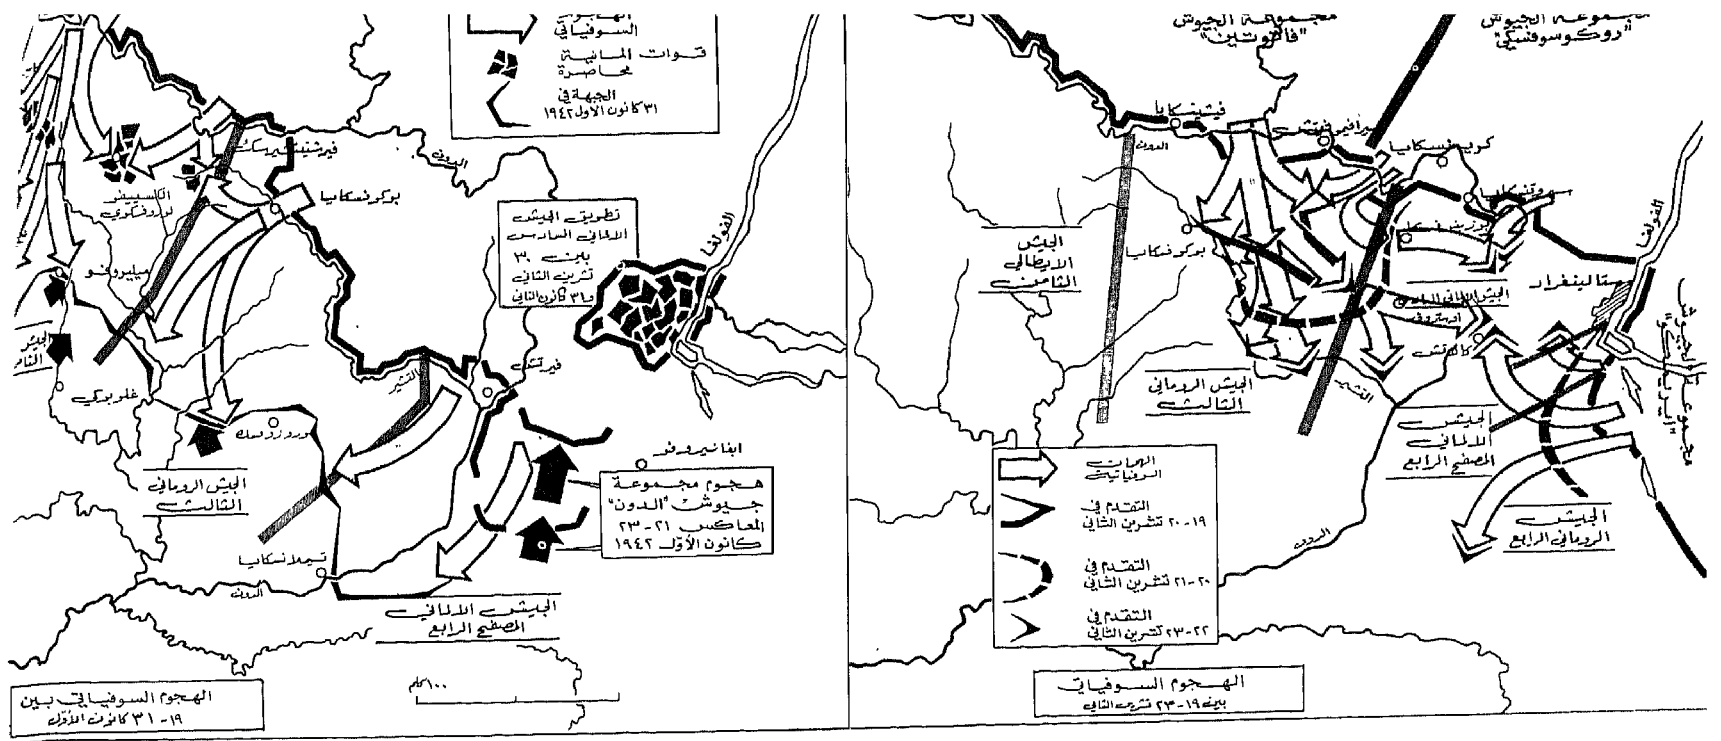 السوفياتي
قوات المانية
محاصرة
الجبهة في
٣١ كانون الاول ١٩٤٢
الدون
بوكوفسكايا
ميليروفو
تطويق الجيش
الالماني السادس
بين ٣٠
تشرين الثاني
و٣١ كانون الثاني
الفولغا
فيرتشي
التشير
غلوبوكي
الجيش الروماني
الثالث
ابغانيروفو
هجوم مجموعة
جيوش "الدون"
المعاكس ٢١-٢٣
كانون الأول ١٩٤٢
تسيملانسكايا
الدون
الجيش الالماني
المصفح الرابع
١٠٠ كلم
الهجوم السوفياتي بين
١٩-٣١ كانون الأول
مجموعة الجيوش
"فاتوتين"
مجموعة الجيوش
"روكوسوفسكي"
فيشينسكايا
الدون
الجيش
الايطالي
الثامن
بوكوفسكايا
الفولغا
ستالينغراد
كالاتش
التشير
الجيش الروماني
الثالث
الجيش
الالماني
المصفح الرابع
الجيش
الروماني الرابع
الدون
الهجمات
السوفياتية
التقدم في
١٩-٢٠ تشرين الثاني
التقدم في
٢٠-٢١ تشرين الثاني
التقدم في
٢٢-٢٣ تشرين الثاني
الهجوم السوفياتي
بين ١٩-٢٣ تشرين الثاني